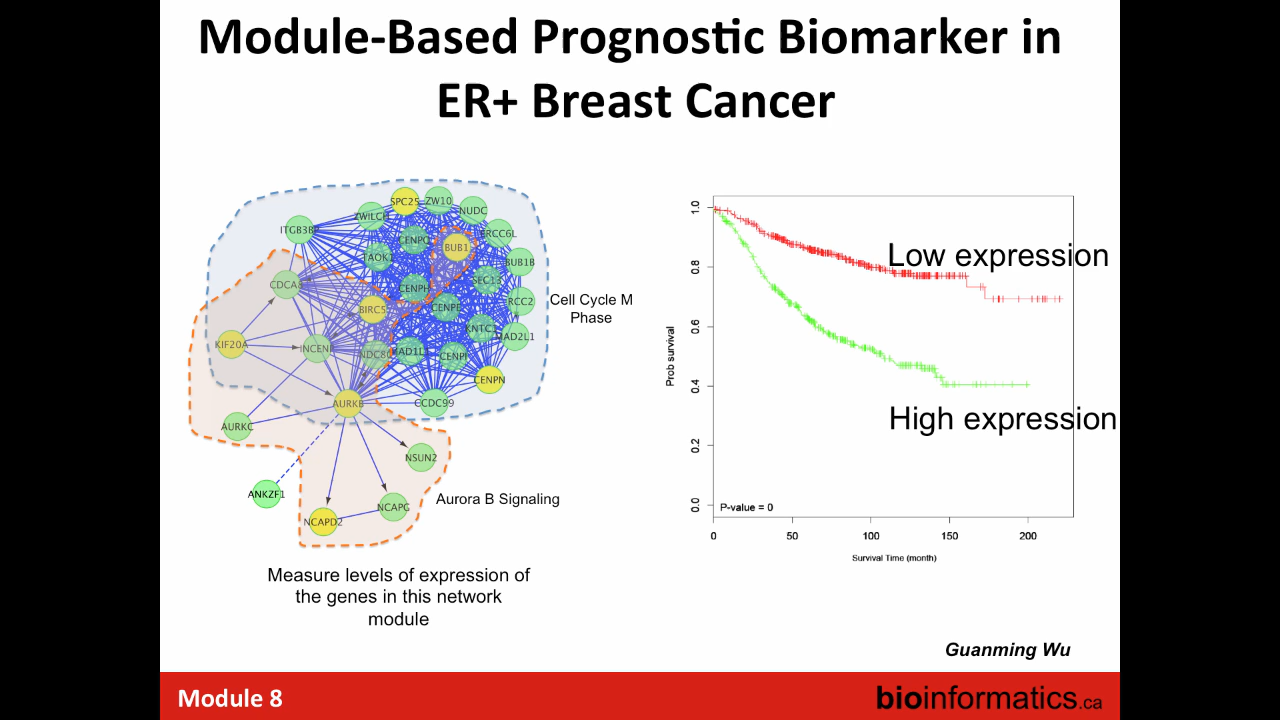 Module-Based Prognostic Biomarker in
ER+ Breast Cancer
SPC25
ZW10
NUDC
ZWILCH
ITGB3BP
CENPQ
ERCC6L
BUB1
TAOK1
BUB1B
SEC13
CDCA8
CENPH
RCC2
BIRC5
CENPE
KNTC1
MAD2L1
KIF20A
INCENP
NDC80
MAD1L1
CENPI
CENPN
AURKB
CCDC99
AURKC
NSUN2
ANKZF1
NCAPG
NCAPD2
Cell Cycle M
Phase
Aurora B Signaling
Measure levels of expression of
the genes in this network
module
1.0
0.8
0.6
0.4
0.2
0.0
Prob survival
Low expression
High expression
P-value = 0
0 50 100 150 200
Survival Time (month)
Guanming Wu
Module 8
bioinformatics.ca